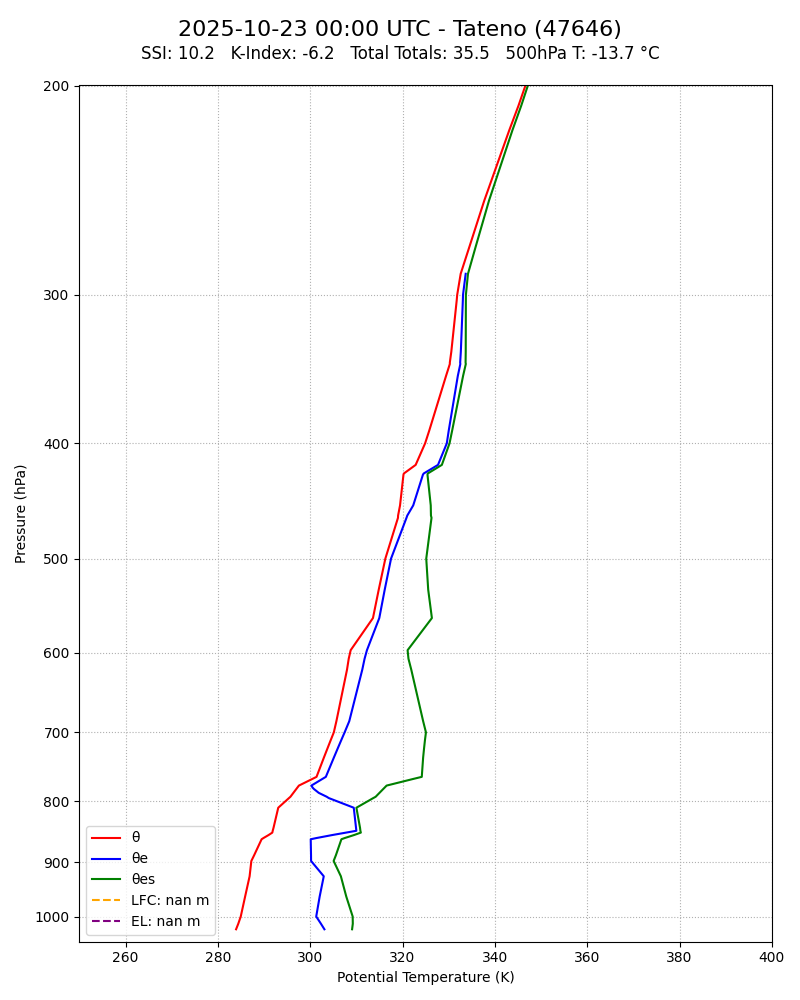 2025-10-23 00:00 UTC - Tateno (47646)
SSI: 10.2   K-Index: -6.2   Total Totals: 35.5   500hPa T: -13.7 °C
200
300
400
500
600
700
800
900
1000
Pressure (hPa)
θ
θe
θes
LFC: nan m
EL: nan m
260 280 300 320 340 360 380 400
Potential Temperature (K)